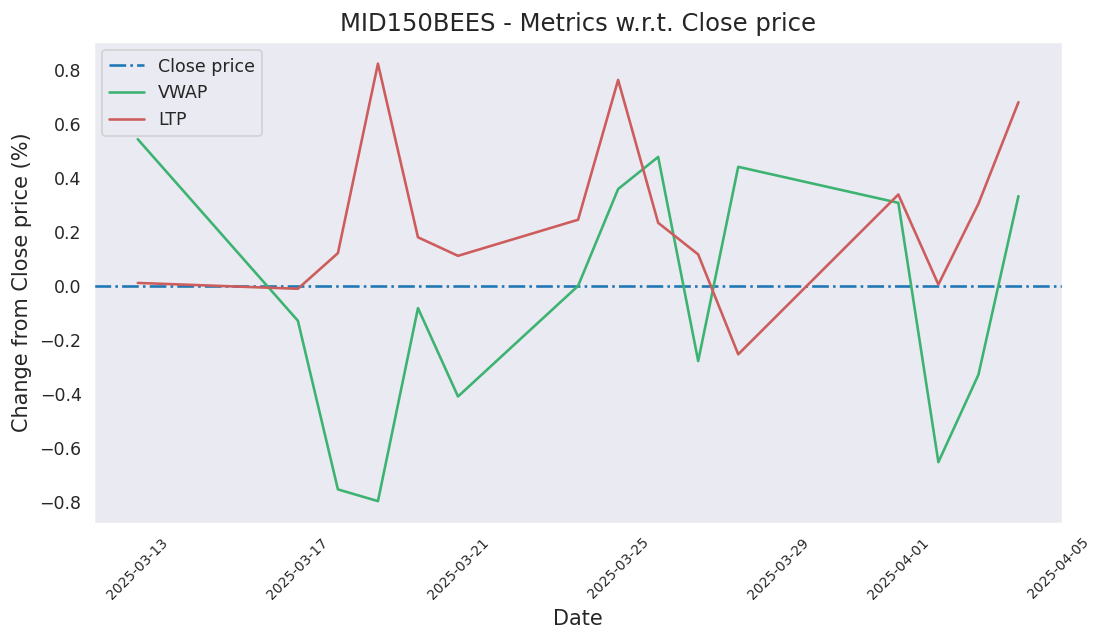 MID150BEES - Metrics w.r.t. Close price
Close price
VWAP
LTP
Change from Close price (%)
0.8
0.6
0.4
0.2
0.0
−0.2
−0.4
−0.6
−0.8
2025-03-13
2025-03-17
2025-03-21
2025-03-25
2025-03-29
2025-04-01
2025-04-05
Date